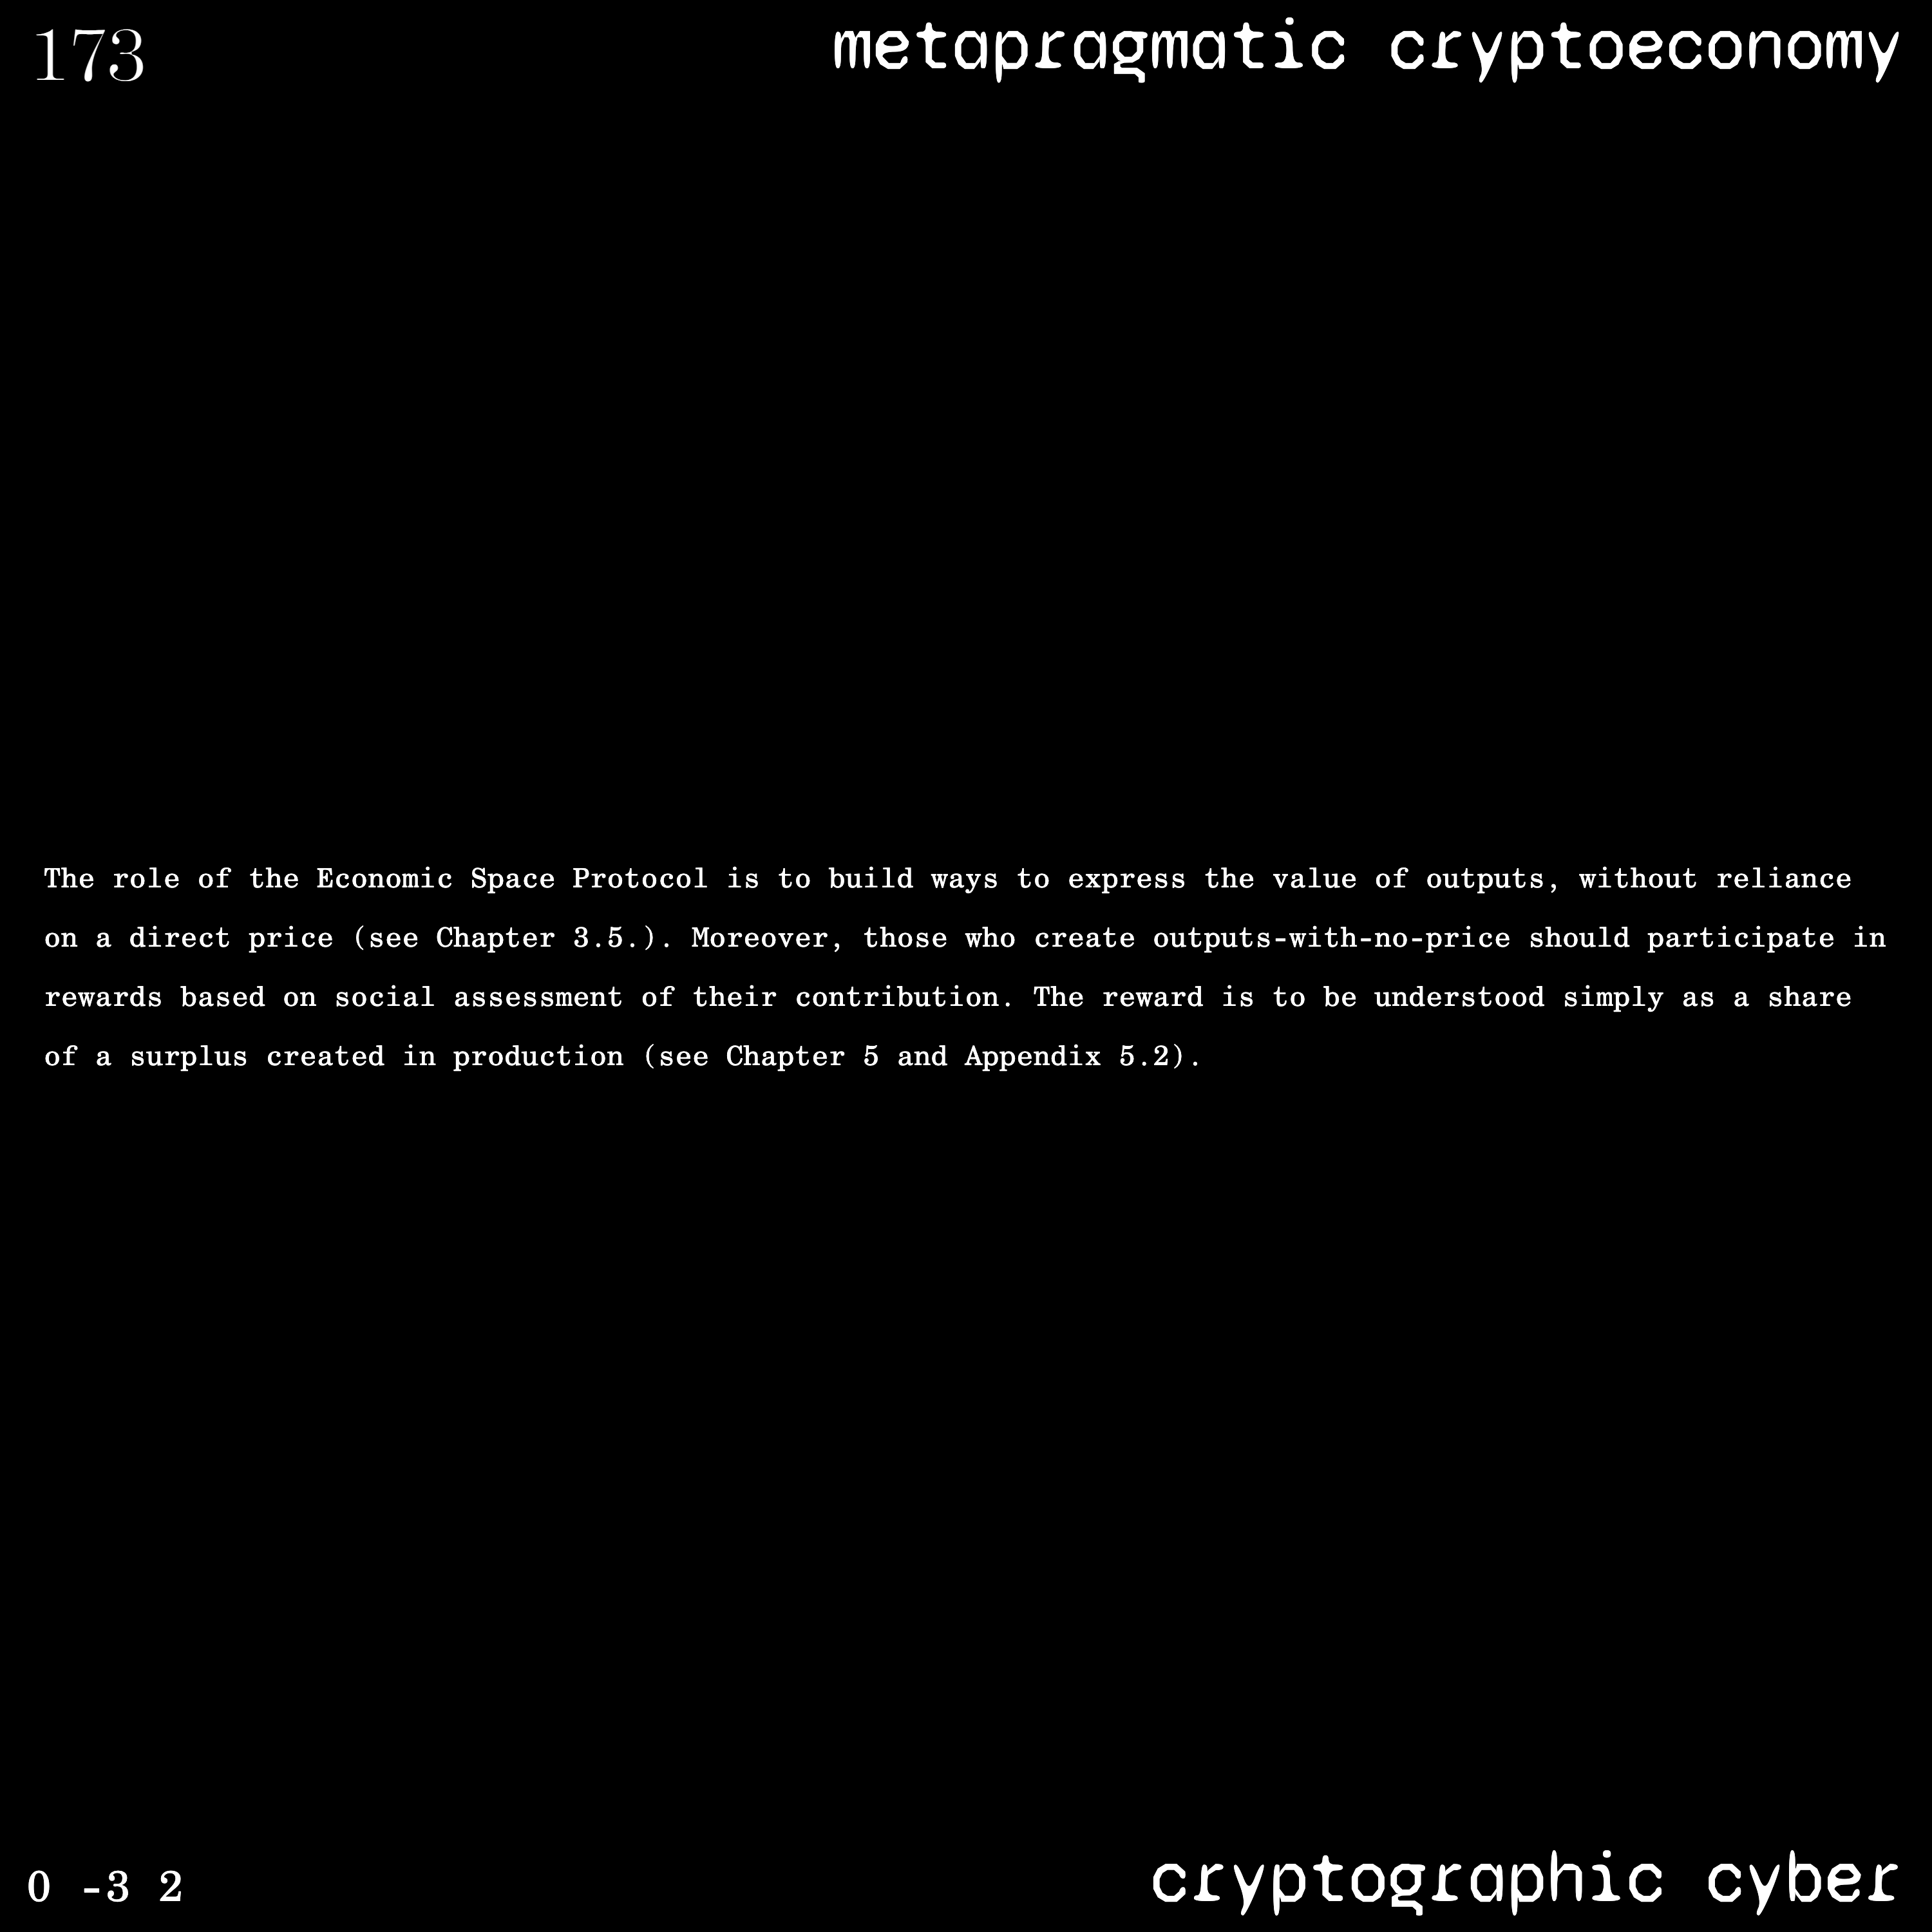 173
metapragmatic cryptoeconomy
The role of the Economic Space Protocol is to build ways to express the value of outputs, without reliance
on a direct price (see Chapter 3.5.). Moreover, those who create outputs-with-no-price should participate in
rewards based on social assessment of their contribution. The reward is to be understood simply as a share
of a surplus created in production (see Chapter 5 and Appendix 5.2).
0 -3 2
cryptographic cyber